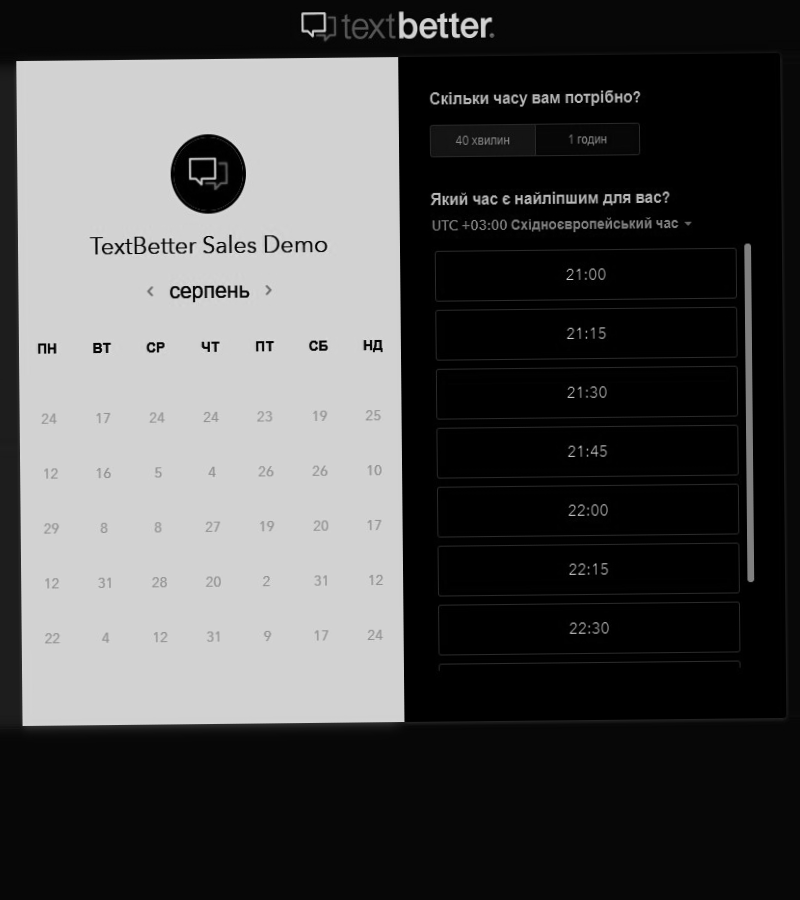 textbetter.
TextBetter Sales Demo
серпень
ПН ВТ СР ЧТ ПТ СБ НД
24 17 24 24 23 19 25
12 16 5 4 26 26 10
29 8 8 27 19 20 17
12 31 28 20 2 31 12
22 4 12 31 9 17 24
Скільки часу вам потрібно?
40 хвилин 1 годин
Який час є найліпшим для вас?
UTC +03:00 Східноєвропейський час
21:00
21:15
21:30
21:45
22:00
22:15
22:30